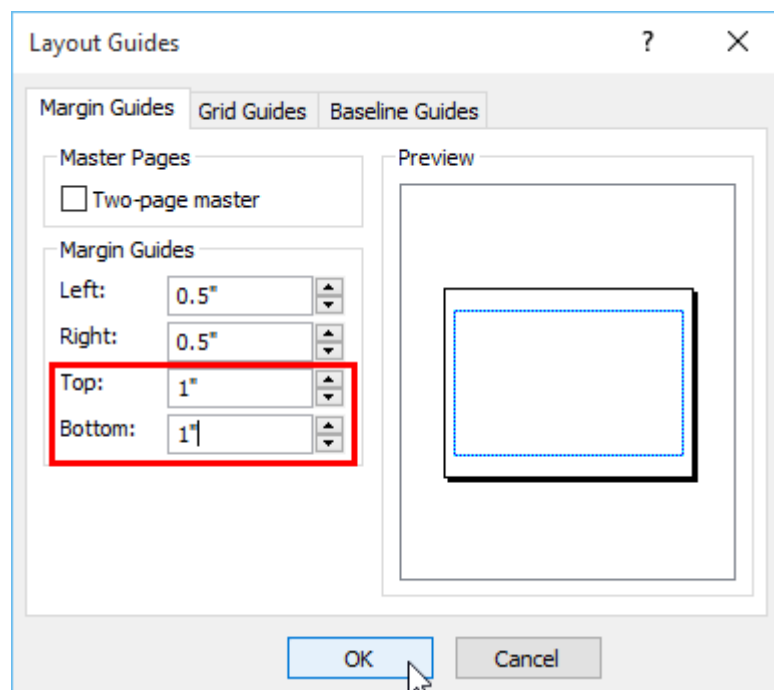 Layout Guides
?
Margin Guides Grid Guides Baseline Guides
Master Pages
Two-page master
Margin Guides
Left: 0.5"
Right: 0.5"
Top: 1"
Bottom: 1"
Preview
OK Cancel